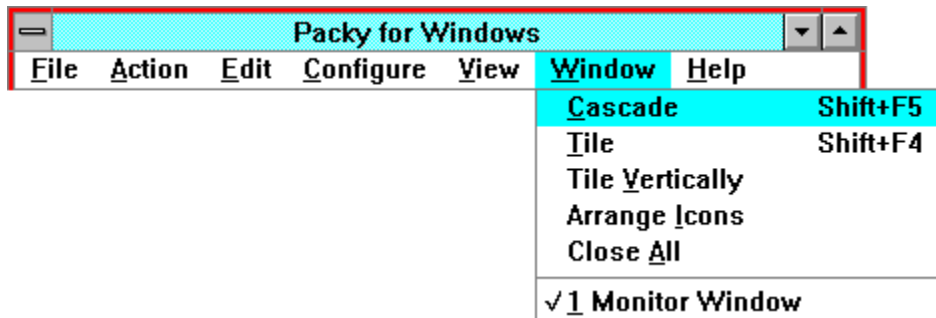 Packy for Windows
File Action Edit Configure View Window Help
Cascade Shift+F5
Tile Shift+F4
Tile Vertically
Arrange Icons
Close All
√ 1 Monitor Window